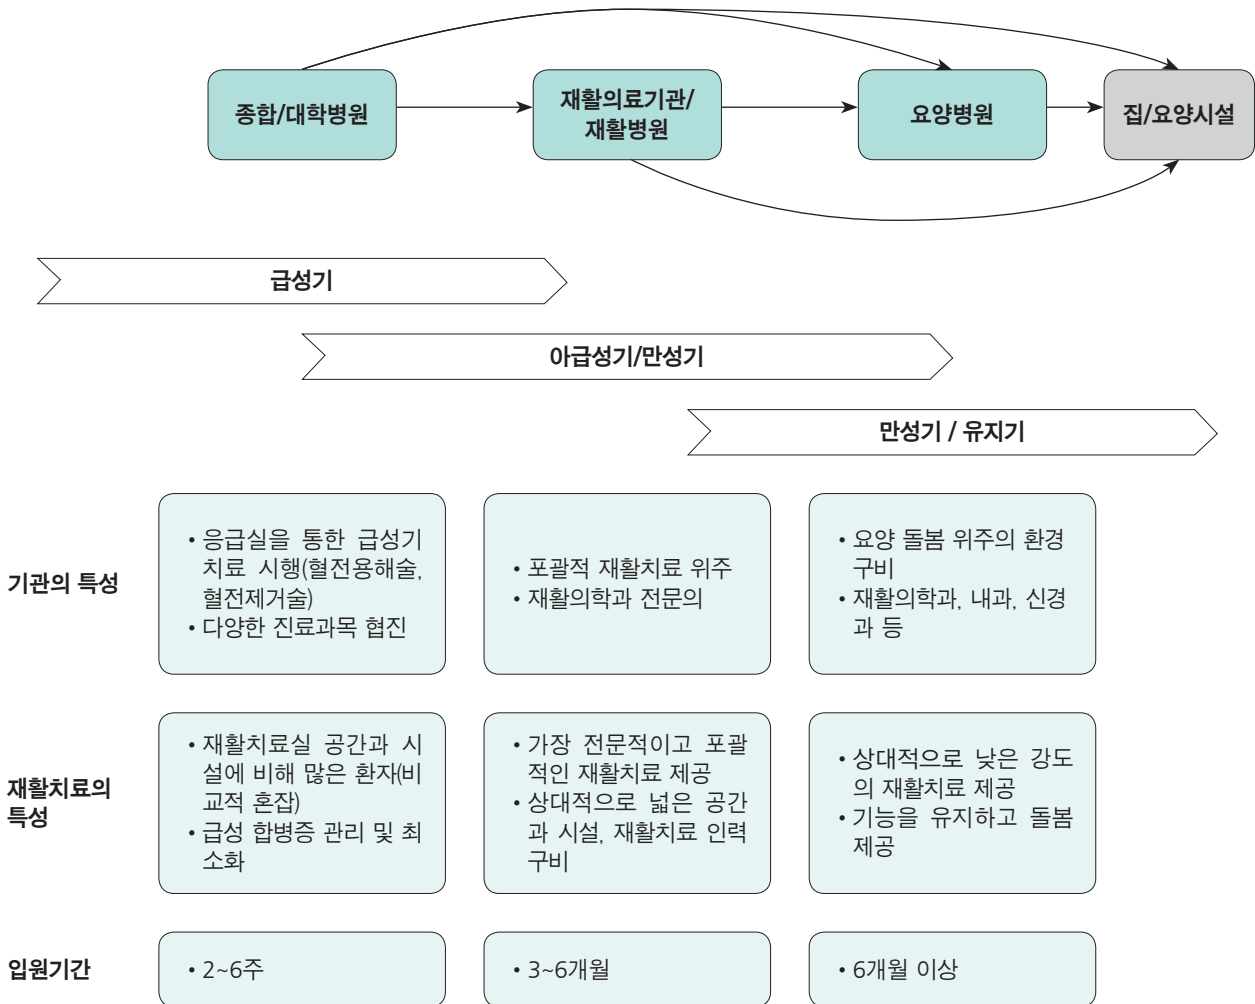 종합/대학병원
재활의료기관/
재활병원
요양병원
집/요양시설
급성기
아급성기/만성기
만성기 / 유지기
기관의 특성
• 응급실을 통한 급성기
치료 시행(혈전용해술,
혈전제거술)
• 다양한 진료과목 협진
• 포괄적 재활치료 위주
• 재활의학과 전문의
• 요양 돌봄 위주의 환경
구비
• 재활의학과, 내과, 신경
과 등
재활치료의
특성
• 재활치료실 공간과 시
설에 비해 많은 환자(비
교적 혼잡)
• 급성 합병증 관리 및 최
소화
• 가장 전문적이고 포괄
적인 재활치료 제공
• 상대적으로 넓은 공간
과 시설, 재활치료 인력
구비
• 상대적으로 낮은 강도
의 재활치료 제공
• 기능을 유지하고 돌봄
제공
입원기간
• 2~6주
• 3~6개월
• 6개월 이상